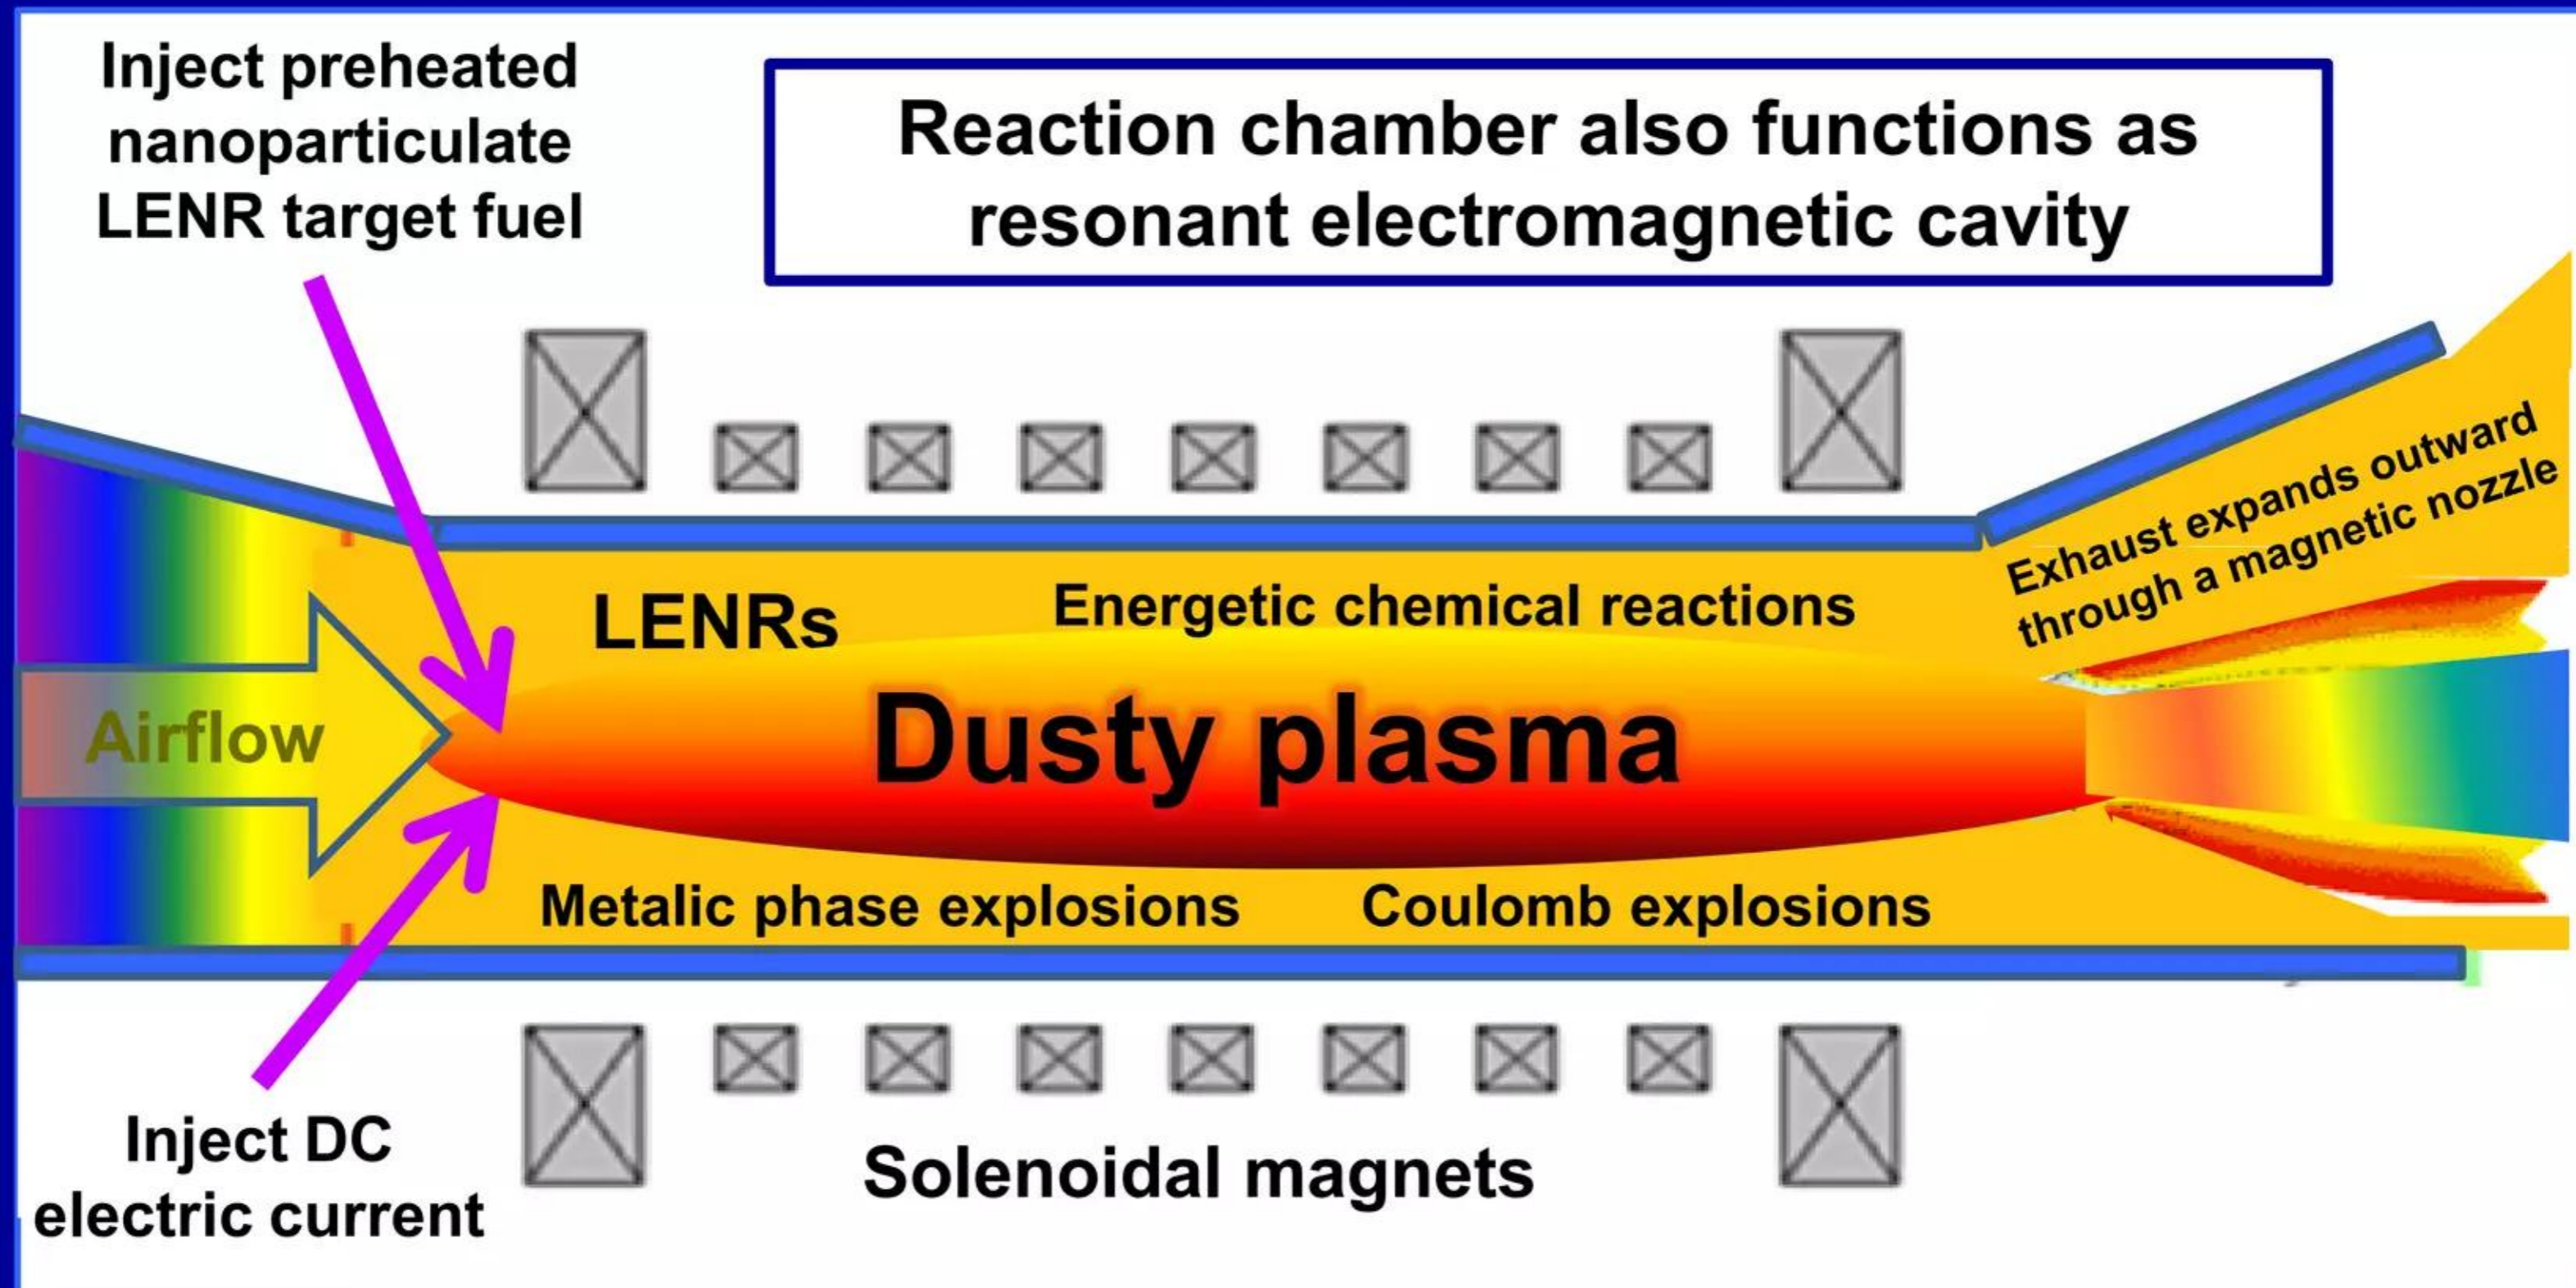 Inject preheated
nanoparticulate
LENR target fuel
Reaction chamber also functions as
resonant electromagnetic cavity
Exhaust expands outward
through a magnetic nozzle
LENRs
Energetic chemical reactions
Airflow
Dusty plasma
Metalic phase explosions
Coulomb explosions
Inject DC
electric current
Solenoidal magnets